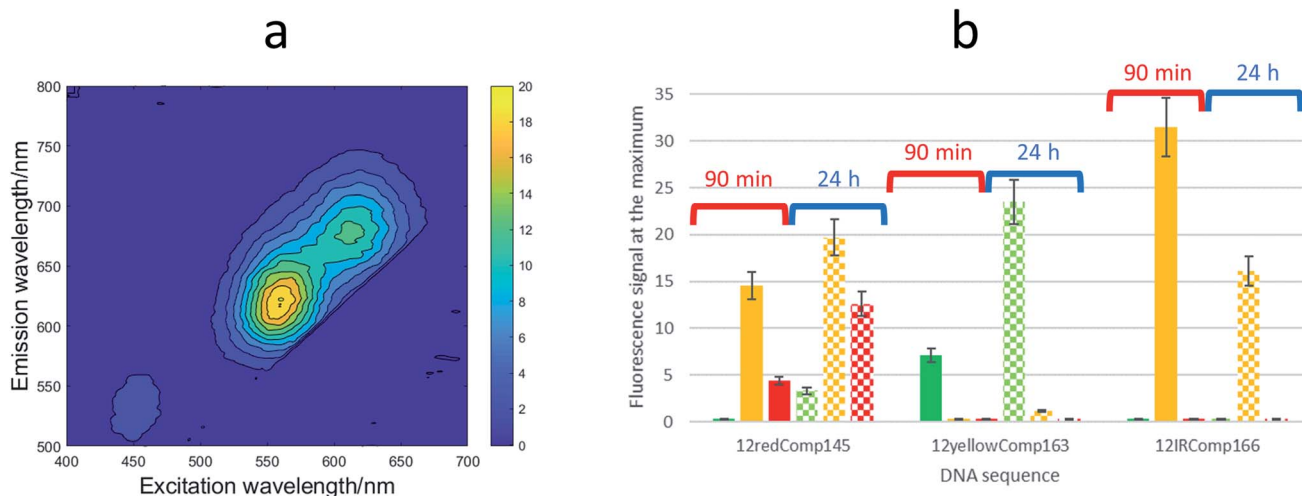 a
b
800
750
700
650
600
550
500
Emission wavelength/nm
400
450
500
550
600
650
700
Excitation wavelength/nm
20
18
16
14
12
10
8
6
4
2
0
Fluorescence signal at the maximum
35
30
25
20
15
10
5
0
90 min
24 h
90 min
24 h
90 min
24 h
12redComp145
12yellowComp163
12IRComp166
DNA sequence